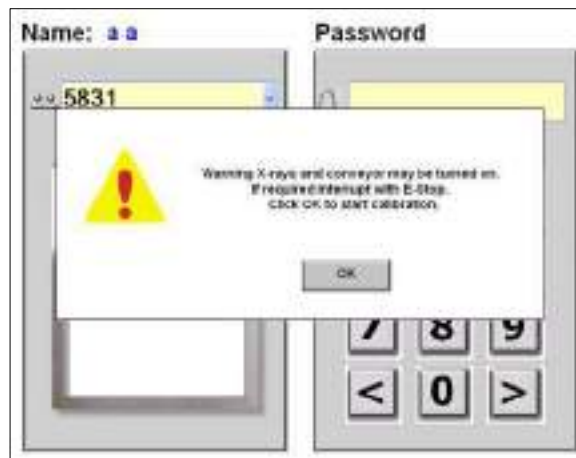 Name: a a
Password
5831
Warning X-rays and conveyor may be turned on.
If required interrupt with E-Stop.
Click OK to start calibration.
OK
7 8 9
< 0 >